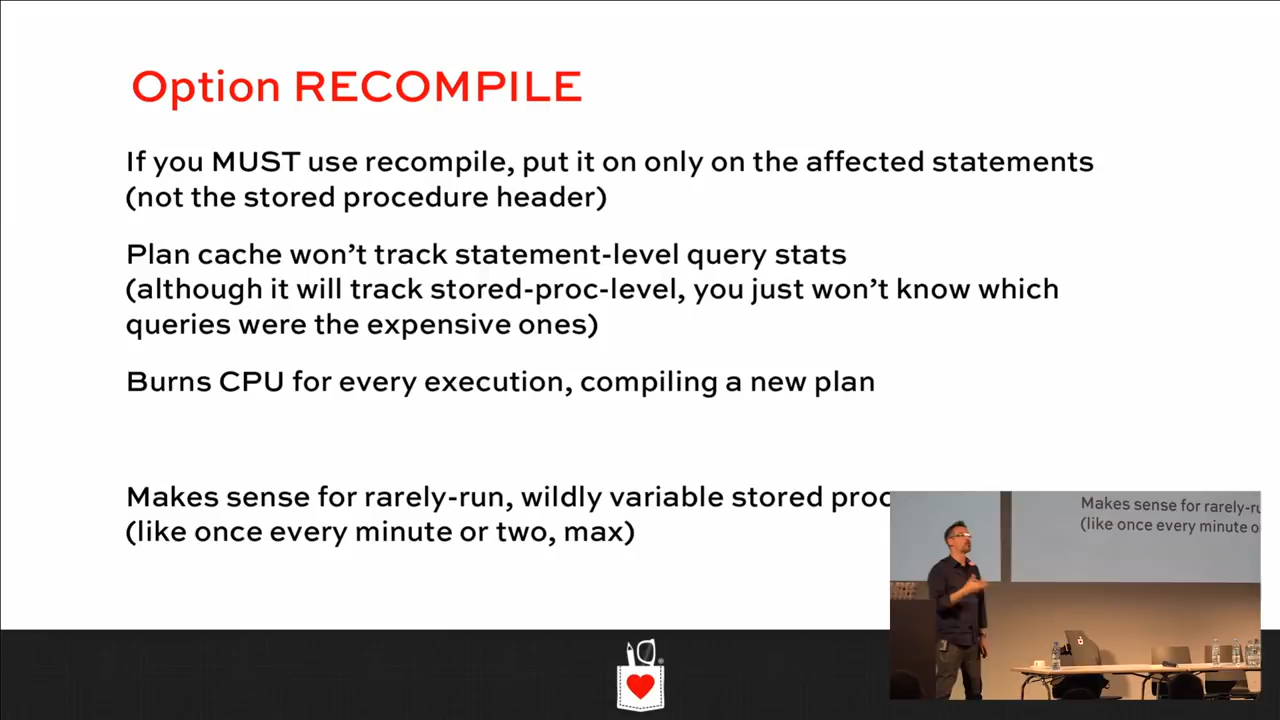 Option RECOMPILE
If you MUST use recompile, put it on only on the affected statements
(not the stored procedure header)
Plan cache won’t track statement-level query stats
(although it will track stored-proc-level, you just won’t know which
queries were the expensive ones)
Burns CPU for every execution, compiling a new plan
Makes sense for rarely-run, wildly variable stored proc
(like once every minute or two, max)
Makes sense for rarely-ru
(like once every minute o